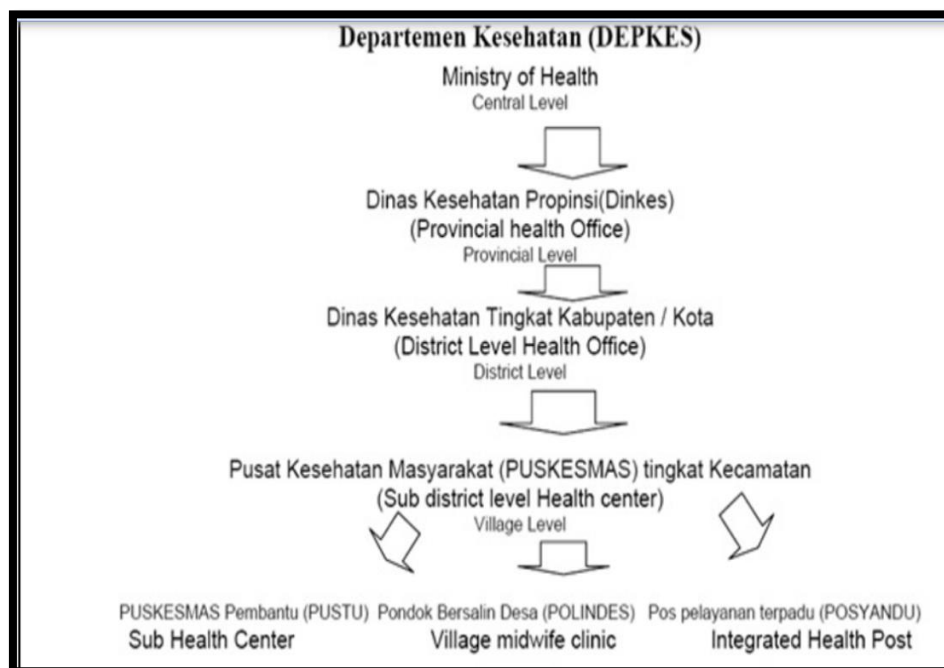 Departemen Kesehatan (DEPKES)
Ministry of Health
Central Level
Dinas Kesehatan Propinsi(Dinkes)
(Provincial health Office)
Provincial Level
Dinas Kesehatan Tingkat Kabupaten / Kota
(District Level Health Office)
District Level
Pusat Kesehatan Masyarakat (PUSKESMAS) tingkat Kecamatan
(Sub district level Health center)
Village Level
PUSKESMAS Pembantu (PUSTU) Pondok Bersalin Desa (POLINDES) Pos pelayanan terpadu (POSYANDU)
Sub Health Center Village midwife clinic Integrated Health Post